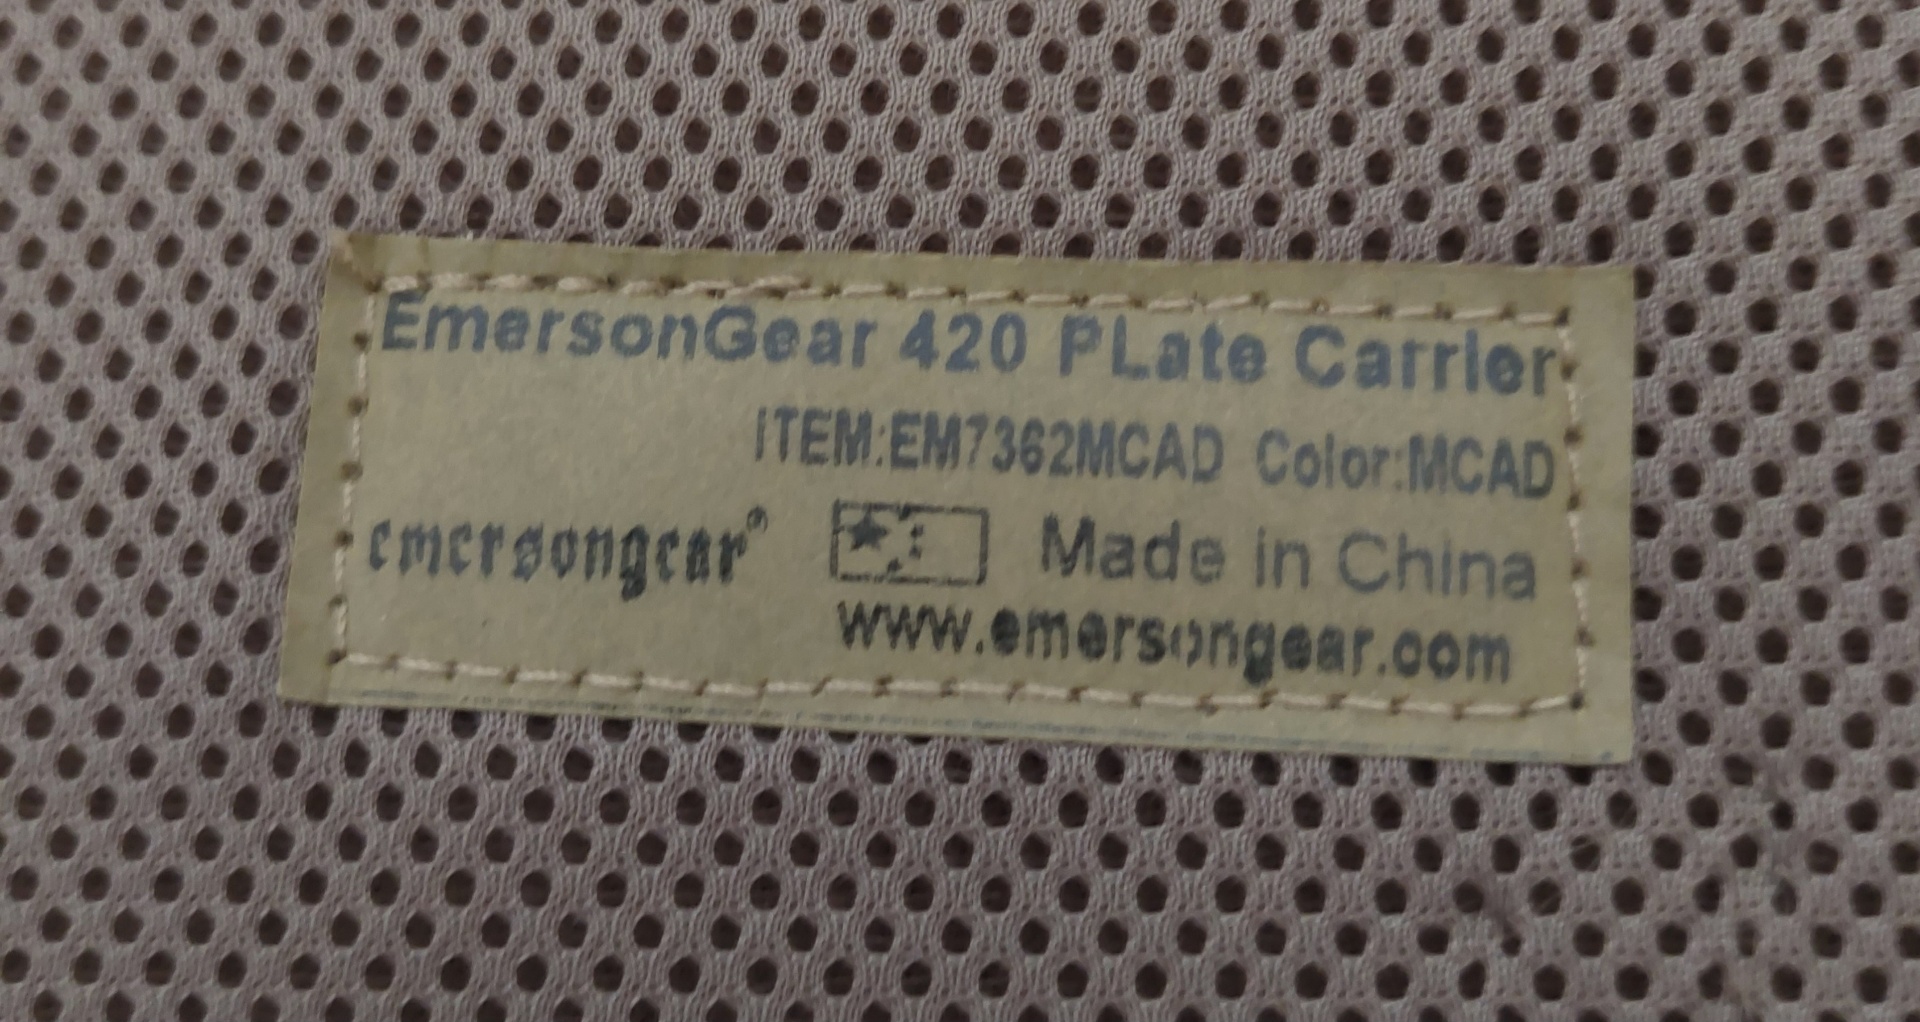 EmersonGear 420 PLate Carrier
ITEM:EM7362MCAD Color:MCAD
emersongear® Made in China
www.emersongear.com